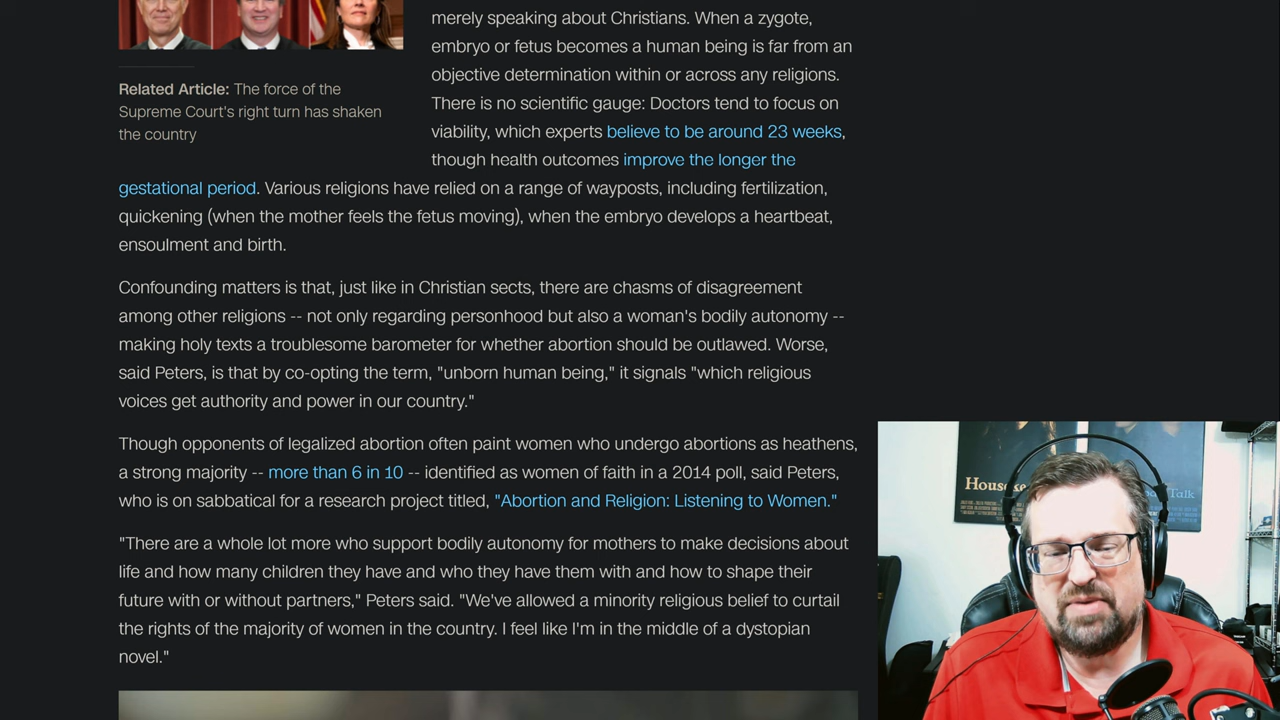 merely speaking about Christians. When a zygote,
embryo or fetus becomes a human being is far from an
objective determination within or across any religions.
There is no scientific gauge: Doctors tend to focus on
viability, which experts believe to be around 23 weeks,
though health outcomes improve the longer the
Related Article: The force of the
Supreme Court's right turn has shaken
the country
gestational period. Various religions have relied on a range of wayposts, including fertilization,
quickening (when the mother feels the fetus moving), when the embryo develops a heartbeat,
ensoulment and birth.
Confounding matters is that, just like in Christian sects, there are chasms of disagreement
among other religions -- not only regarding personhood but also a woman's bodily autonomy --
making holy texts a troublesome barometer for whether abortion should be outlawed. Worse,
said Peters, is that by co-opting the term, "unborn human being," it signals "which religious
voices get authority and power in our country."
Though opponents of legalized abortion often paint women who undergo abortions as heathens,
a strong majority -- more than 6 in 10 -- identified as women of faith in a 2014 poll, said Peters,
who is on sabbatical for a research project titled, "Abortion and Religion: Listening to Women."
"There are a whole lot more who support bodily autonomy for mothers to make decisions about
life and how many children they have and who they have them with and how to shape their
future with or without partners," Peters said. "We've allowed a minority religious belief to curtail
the rights of the majority of women in the country. I feel like I'm in the middle of a dystopian
novel."
Talk